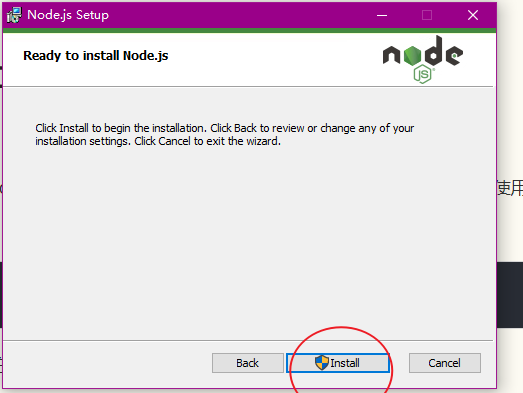 Node.js Setup
Ready to install Node.js
node
JS
Click Install to begin the installation. Click Back to review or change any of your
installation settings. Click Cancel to exit the wizard.
使用
Back
Install
Cancel